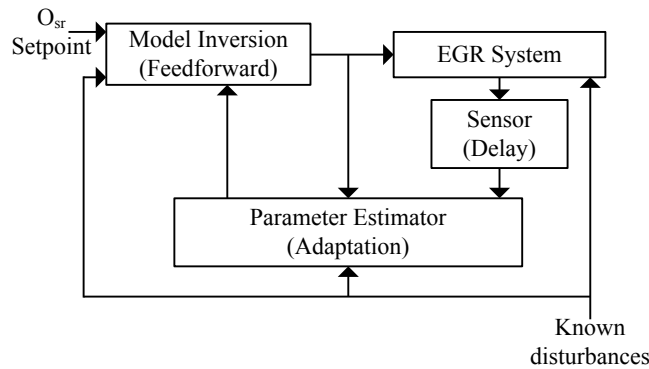 O_sr
Setpoint
Model Inversion
(Feedforward)
EGR System
Sensor
(Delay)
Parameter Estimator
(Adaptation)
Known
disturbances